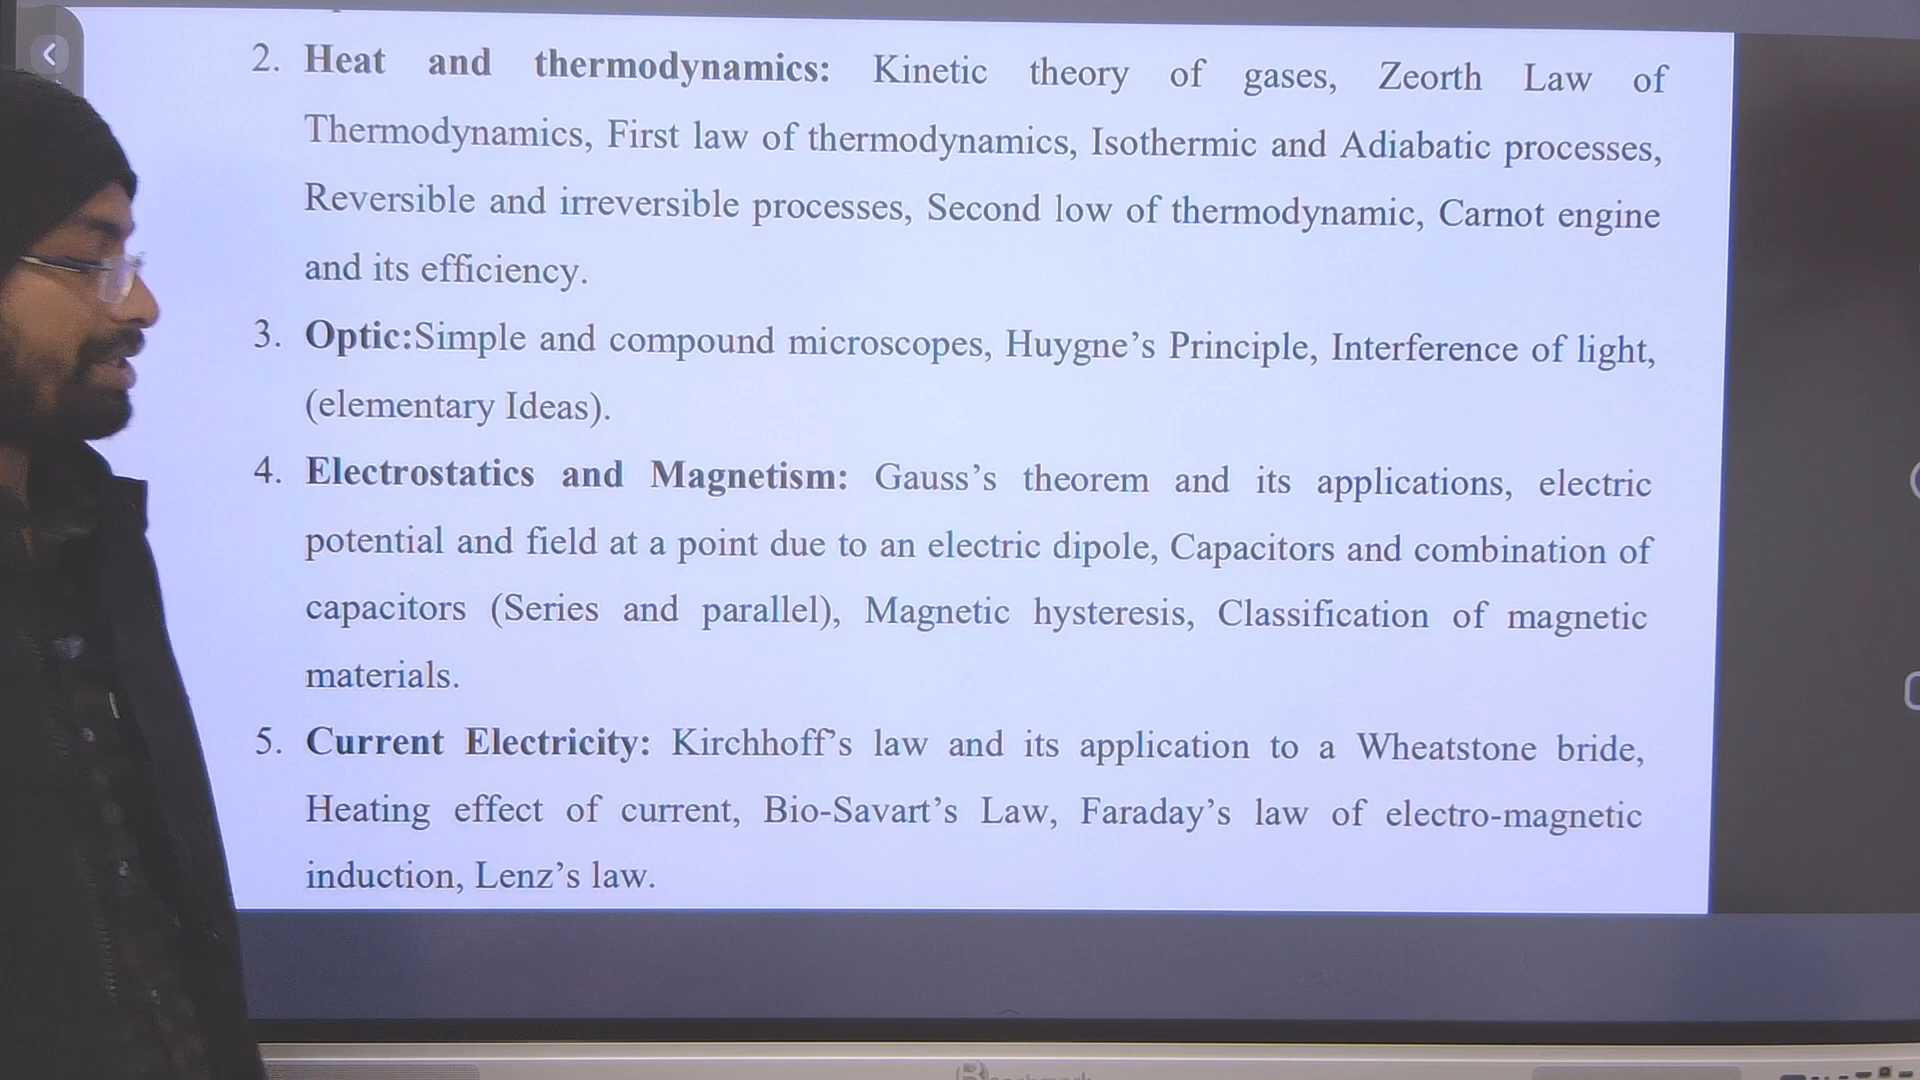 2. Heat and thermodynamics: Kinetic theory of gases, Zeorth Law of
Thermodynamics, First law of thermodynamics, Isothermic and Adiabatic processes,
Reversible and irreversible processes, Second low of thermodynamic, Carnot engine
and its efficiency.
3. Optic:Simple and compound microscopes, Huygne’s Principle, Interference of light,
(elementary Ideas).
4. Electrostatics and Magnetism: Gauss’s theorem and its applications, electric
potential and field at a point due to an electric dipole, Capacitors and combination of
capacitors (Series and parallel), Magnetic hysteresis, Classification of magnetic
materials.
5. Current Electricity: Kirchhoff’s law and its application to a Wheatstone bride,
Heating effect of current, Bio-Savart’s Law, Faraday’s law of electro-magnetic
induction, Lenz’s law.